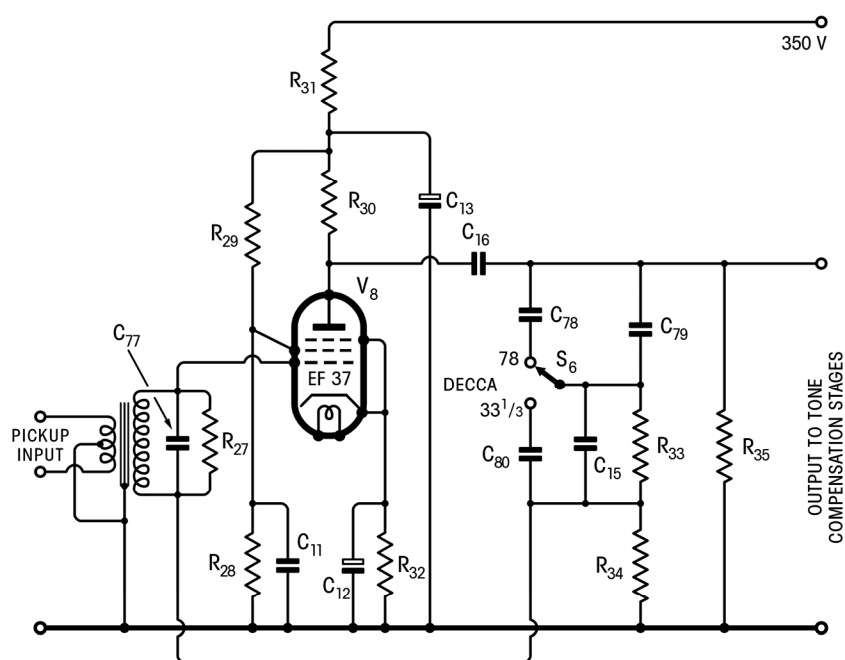 350 V
R31
R30
C13
R29
C16
V8
C77
C78
C79
78
S6
EF 37
DECCA
33 1/3
PICKUP
INPUT
R27
C80
C15
R33
R35
OUTPUT TO TONE
COMPENSATION STAGES
R28
C11
C12
R32
R34